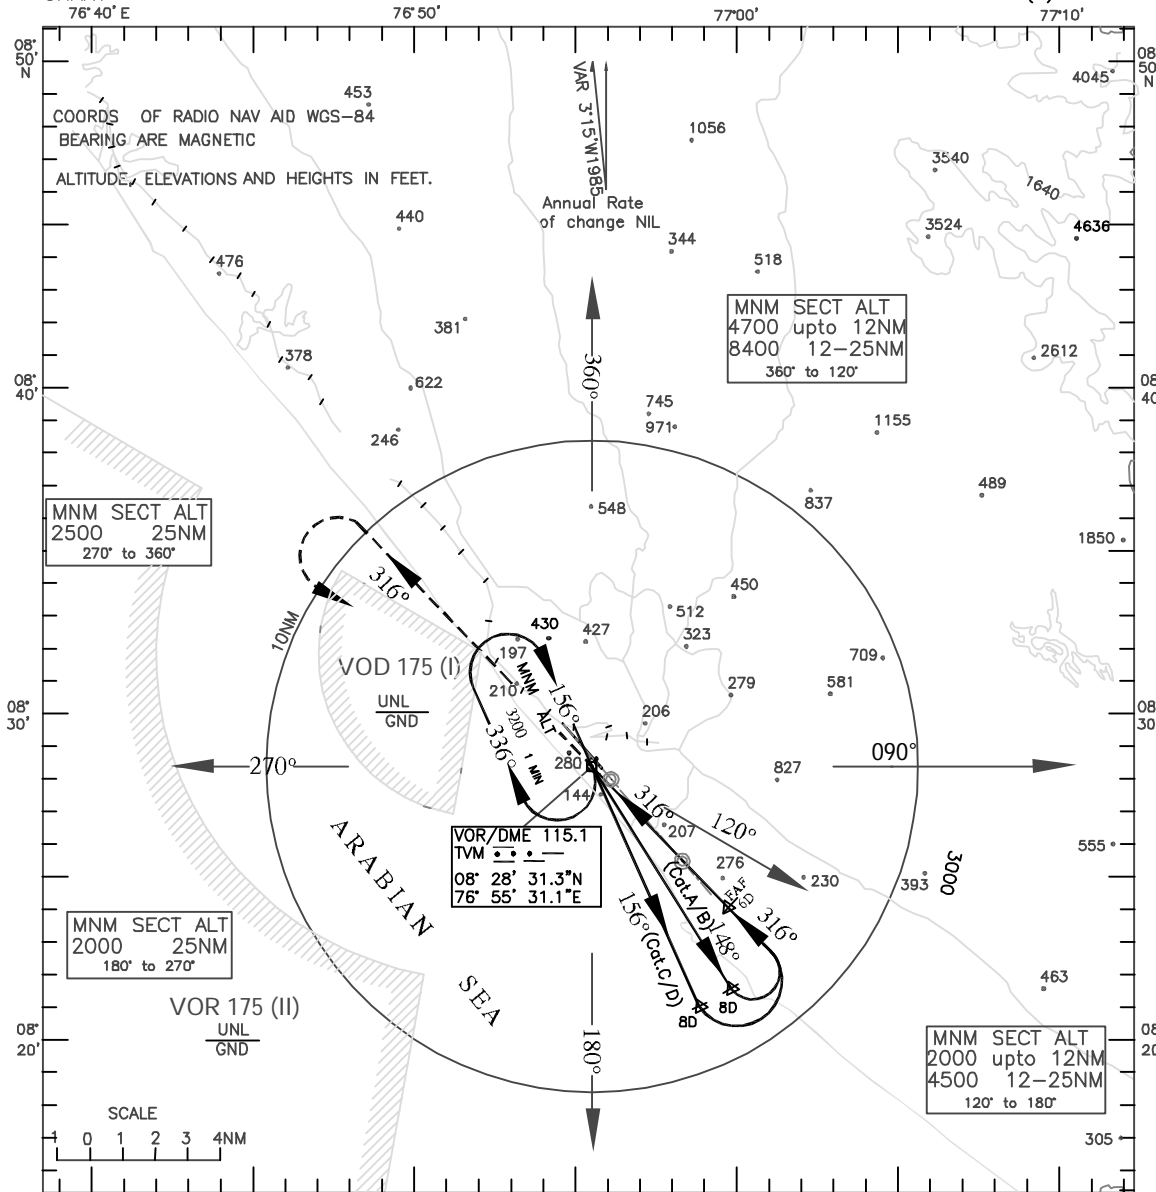 76°40' E
76°50'
77°00'
77°10'
08°
50'
N
08°
50'
N
4045
453
COORDS OF RADIO NAV AID WGS-84
BEARING ARE MAGNETIC
ALTITUDE, ELEVATIONS AND HEIGHTS IN FEET.
VAR 3°15'W1985
Annual Rate
of change NIL
1056
3540
1640
440
344
3524
4636
476
518
381
MNM SECT ALT
4700 upto 12NM
8400 12-25NM
360° to 120°
378
2612
360°
08°
40'
622
08°
40'
745
971
1155
246
489
837
548
MNM SECT ALT
2500 25NM
270° to 360°
1850
316°
450
512
10NM
430
427
323
197
709
VOD 175 (I)
UNL
GND
210
MNM ALT
3200
1 MIN
156°
336°
279
581
206
08°
30'
08°
30'
270°
090°
280
827
144
316°
120°
207
VOR/DME 115.1
TVM
08° 28' 31.3"N
76° 55' 31.1"E
555
276
230
393
3000
(Cat.A/B)
148°
FAF
6D
316°
156°
(Cat.C/D)
ARABIAN
SEA
MNM SECT ALT
2000 25NM
180° to 270°
463
VOR 175 (II)
UNL
GND
8D
8D
08°
20'
08°
20'
180°
MNM SECT ALT
2000 upto 12NM
4500 12-25NM
120° to 180°
SCALE
1 0 1 2 3 4NM
305